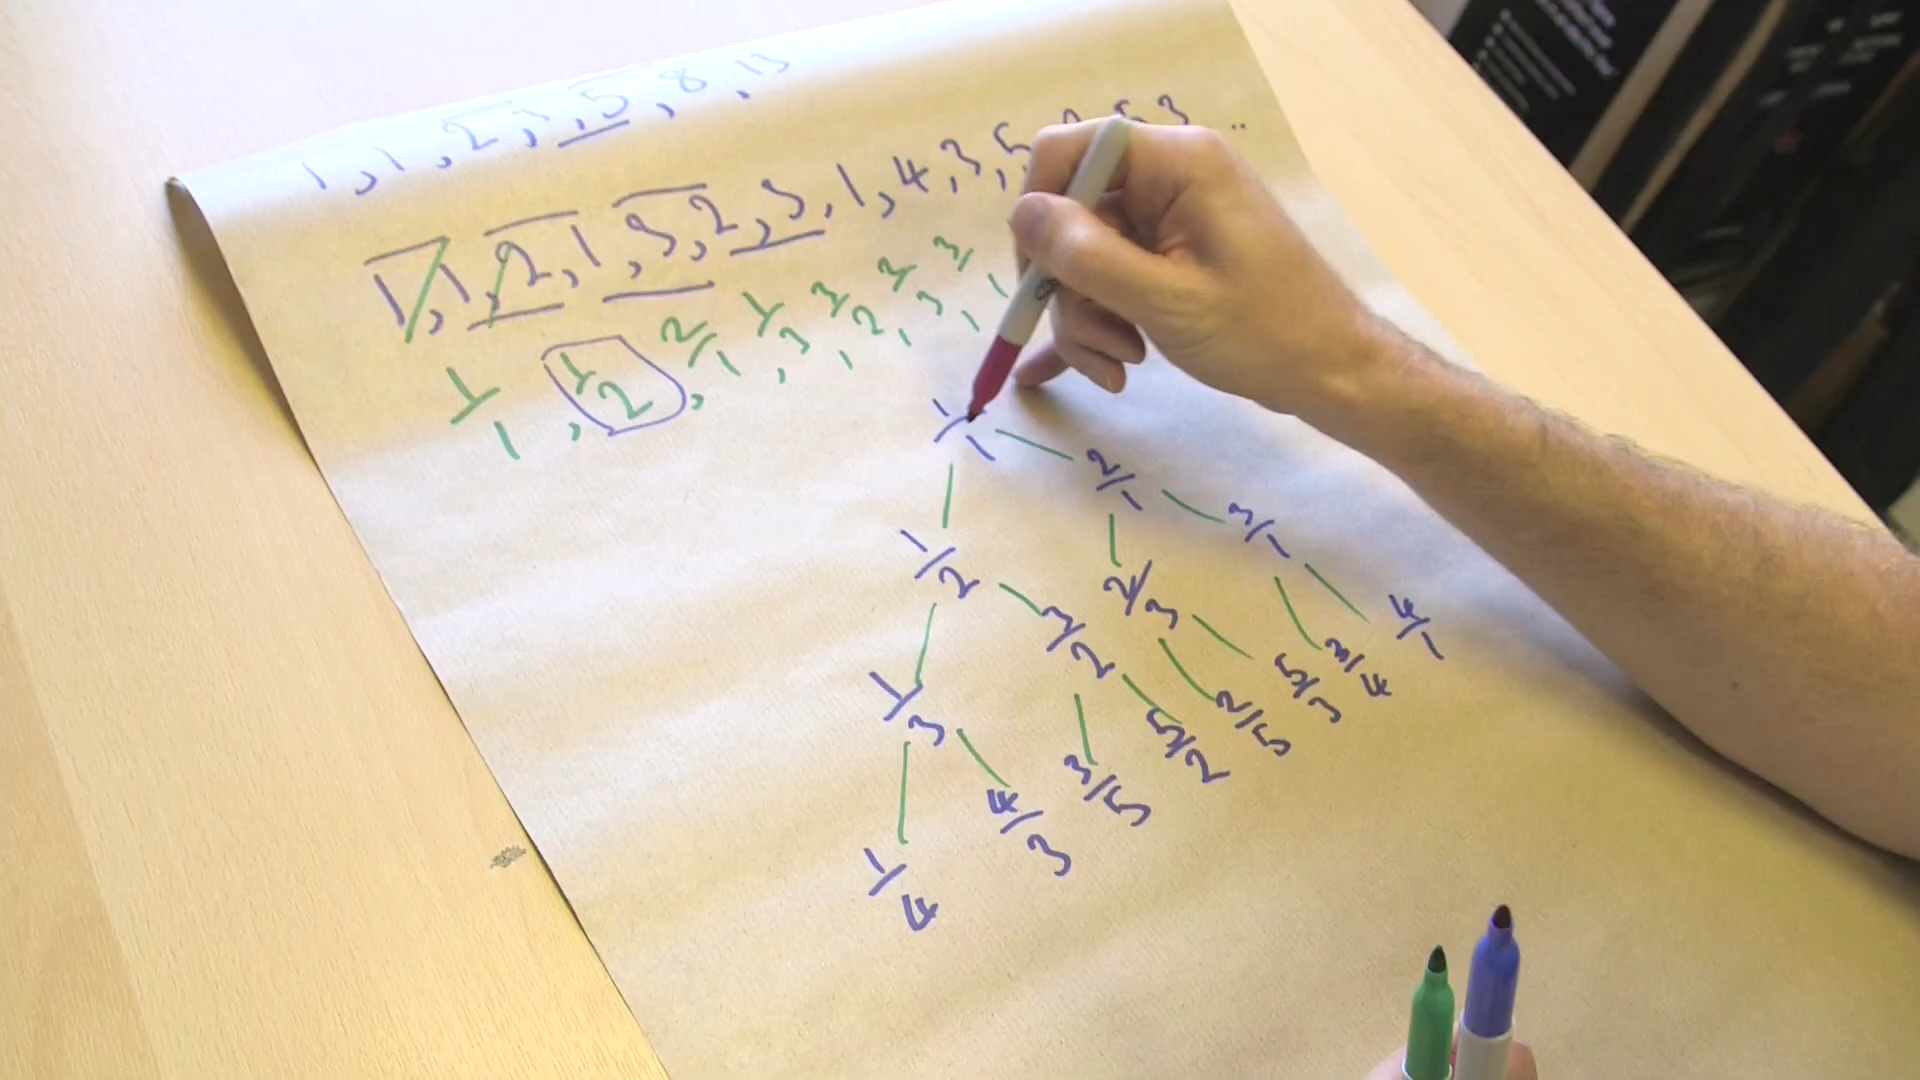 1, 1, 2, 3, 5, 8, 13
1, 1, 2, 1, 3, 2, 3, 1, 4, 3, 5, 5 3 ..
1/1, 1/2, 2/1, 1/3, 3/2, 2/3, 3/1, 1
1/1
1/2 2/1
1/3 3/2 2/3 3/1
1/4 4/3 3/5 5/2 2/5 5/3 3/4 4/1